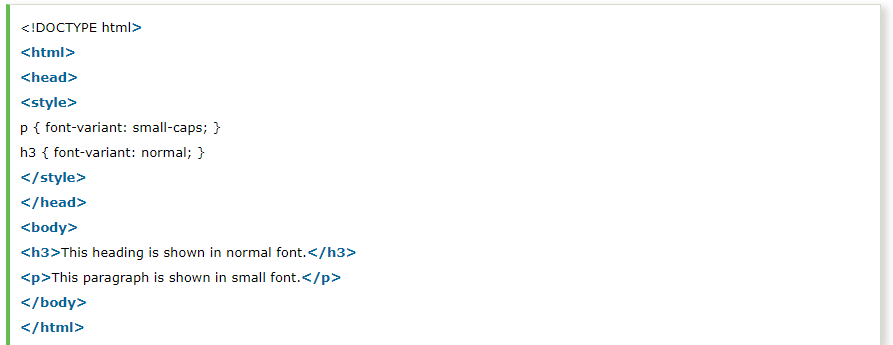 <!DOCTYPE html>
<html>
<head>
<style>
p { font-variant: small-caps; }
h3 { font-variant: normal; }
</style>
</head>
<body>
<h3>This heading is shown in normal font.</h3>
<p>This paragraph is shown in small font.</p>
</body>
</html>